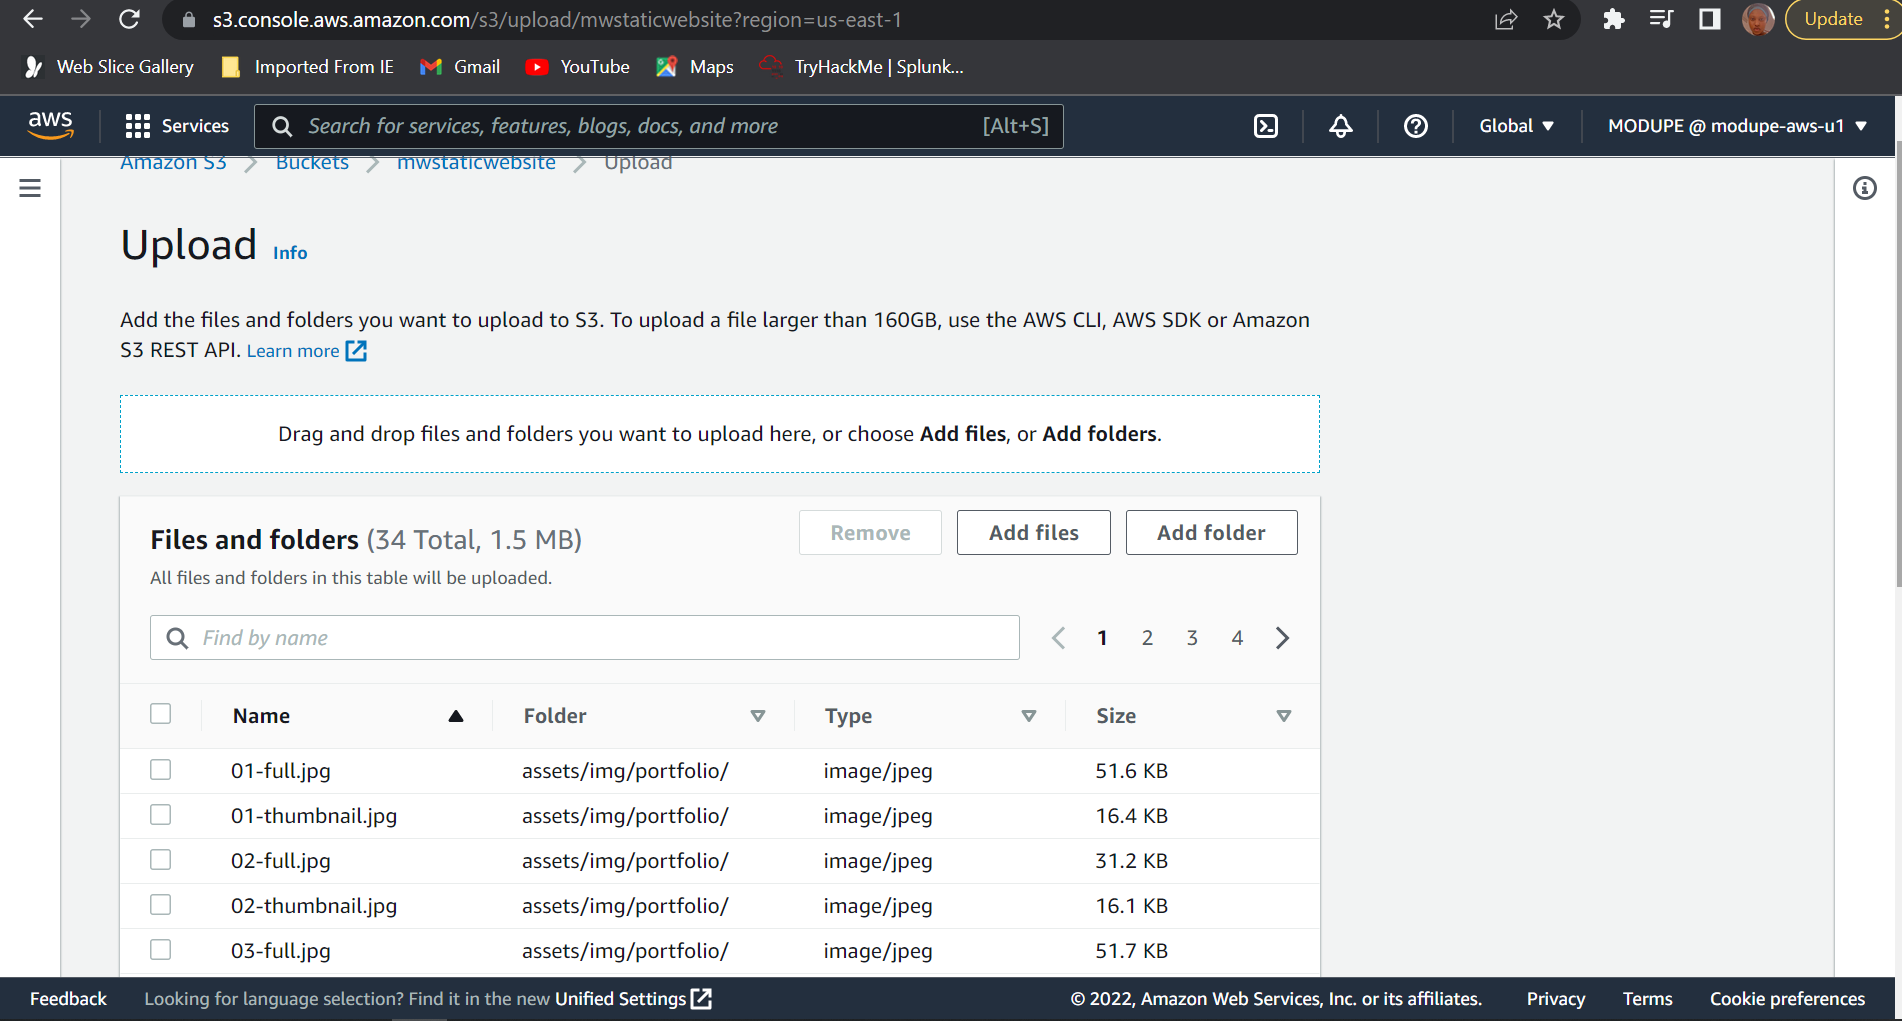 s3.console.aws.amazon.com/s3/upload/mwstaticwebsite?region=us-east-1
Update
Web Slice Gallery
Imported From IE
Gmail
YouTube
Maps
TryHackMe | Splunk...
aws
Services
Search for services, features, blogs, docs, and more
[Alt+S]
Global
MODUPE @ modupe-aws-u1
Amazon S3
Buckets
mwstaticwebsite
Upload
Upload Info
Add the files and folders you want to upload to S3. To upload a file larger than 160GB, use the AWS CLI, AWS SDK or Amazon
S3 REST API. Learn more
Drag and drop files and folders you want to upload here, or choose Add files, or Add folders.
Files and folders (34 Total, 1.5 MB)
Remove
Add files
Add folder
All files and folders in this table will be uploaded.
Find by name
1 2 3 4
Name Folder Type Size
01-full.jpg assets/img/portfolio/ image/jpeg 51.6 KB
01-thumbnail.jpg assets/img/portfolio/ image/jpeg 16.4 KB
02-full.jpg assets/img/portfolio/ image/jpeg 31.2 KB
02-thumbnail.jpg assets/img/portfolio/ image/jpeg 16.1 KB
03-full.jpg assets/img/portfolio/ image/jpeg 51.7 KB
Feedback
Looking for language selection? Find it in the new Unified Settings
© 2022, Amazon Web Services, Inc. or its affiliates.
Privacy
Terms
Cookie preferences